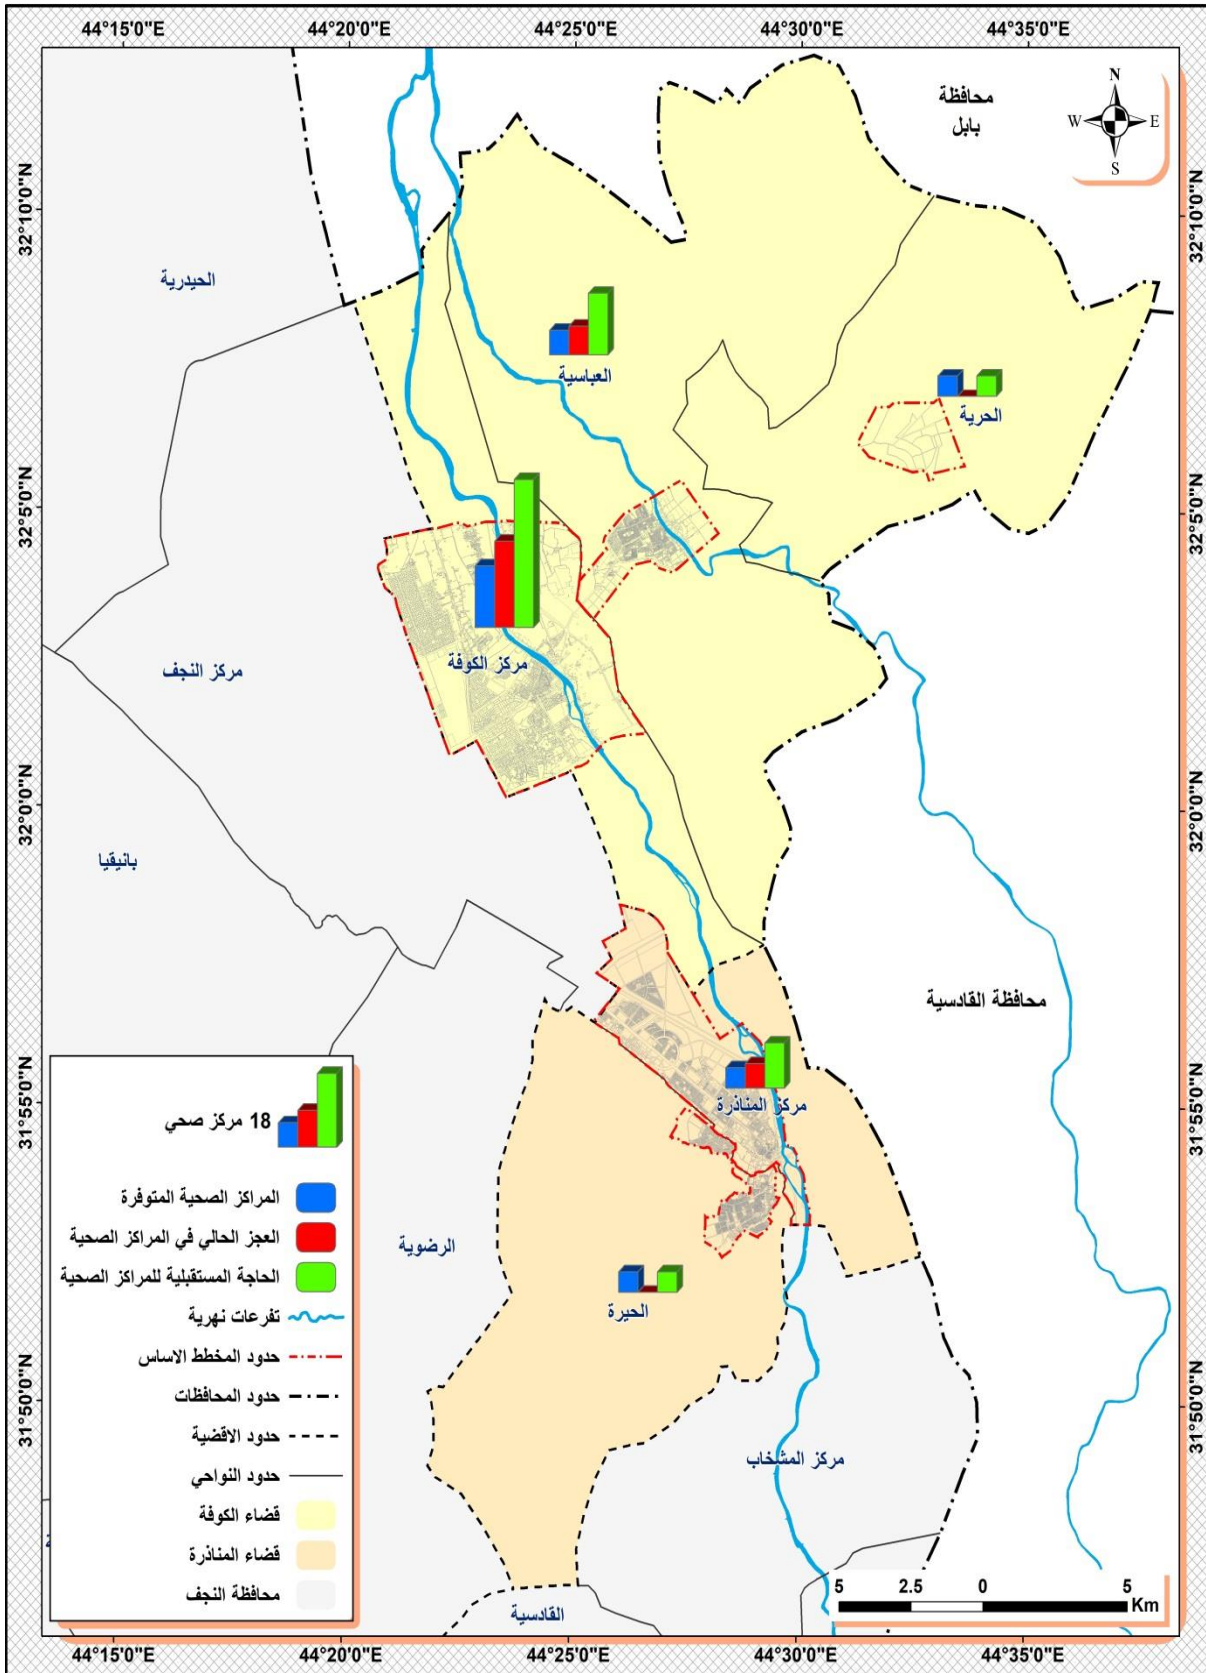 44°15'0"E
44°20'0"E
44°25'0"E
44°30'0"E
44°35'0"E
محافظة
بابل
N
W
E
S
32°10'0"N
32°10'0"N
الحيدرية
العباسية
الحرية
32°5'0"N
32°5'0"N
مركز الكوفة
مركز النجف
32°0'0"N
32°0'0"N
بانيقيا
محافظة القادسية
31°55'0"N
31°55'0"N
مركز المناذرة
18 مركز صحي
المراكز الصحية المتوفرة
العجز الحالي في المراكز الصحية
الحاجة المستقبلية للمراكز الصحية
تفرعات نهرية
حدود المخطط الاساس
حدود المحافظات
حدود الاقضية
حدود النواحي
قضاء الكوفة
قضاء المناذرة
محافظة النجف
الرضوية
الحيرة
31°50'0"N
31°50'0"N
مركز المشخاب
القادسية
5
2.5
0
5
Km
44°15'0"E
44°20'0"E
44°25'0"E
44°30'0"E
44°35'0"E